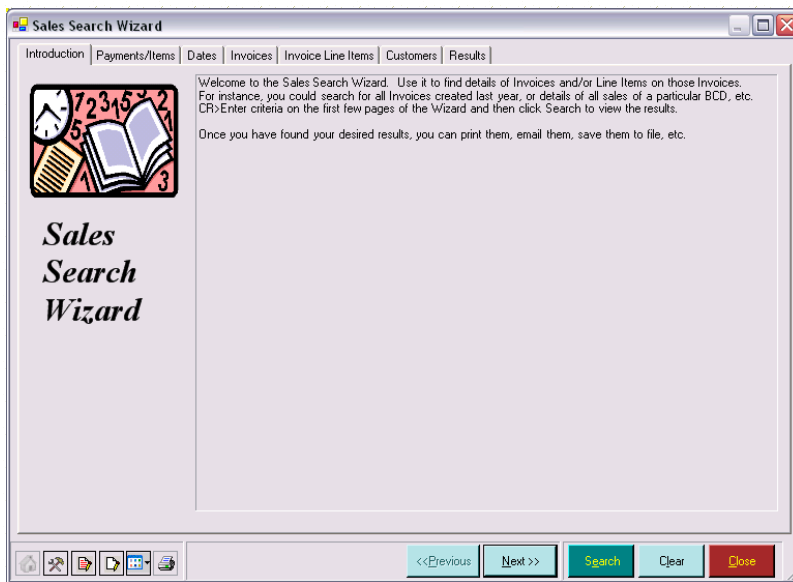 Sales Search Wizard
Introduction Payments/Items Dates Invoices Invoice Line Items Customers Results
Welcome to the Sales Search Wizard. Use it to find details of Invoices and/or Line Items on those Invoices.
For instance, you could search for all Invoices created last year, or details of all sales of a particular BCD, etc.
CR>Enter criteria on the first few pages of the Wizard and then click Search to view the results.
Once you have found your desired results, you can print them, email them, save them to file, etc.
Sales
Search
Wizard
<<Previous Next >> Search Clear Close